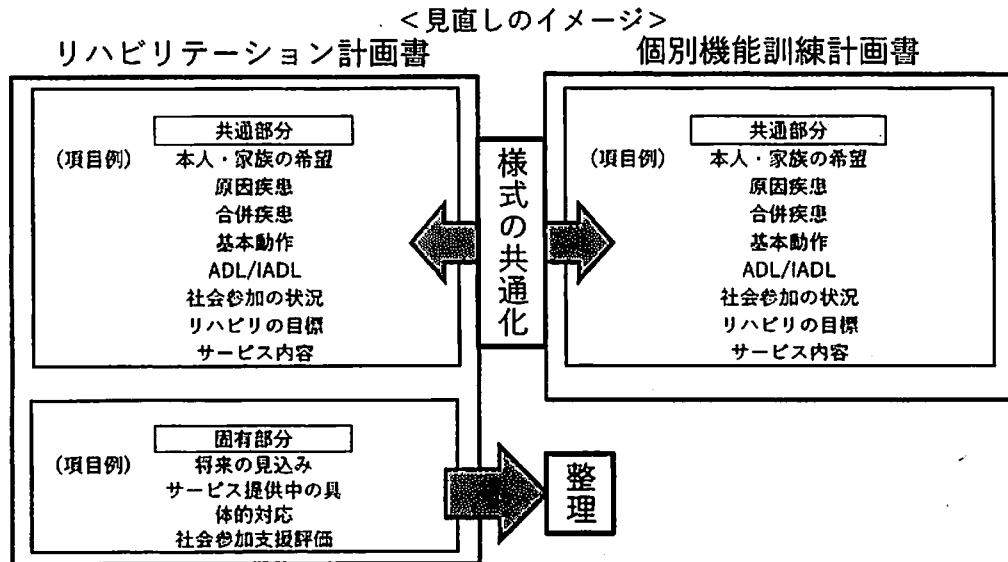 <見直しのイメージ>
リハビリテーション計画書
個別機能訓練計画書
共通部分
(項目例)
本人・家族の希望
原因疾患
合併疾患
基本動作
ADL/IADL
社会参加の状況
リハビリの目標
サービス内容
様式の共通化
共通部分
(項目例)
本人・家族の希望
原因疾患
合併疾患
基本動作
ADL/IADL
社会参加の状況
リハビリの目標
サービス内容
固有部分
(項目例)
将来の見込み
サービス提供中の具
体的対応
社会参加支援評価
整理